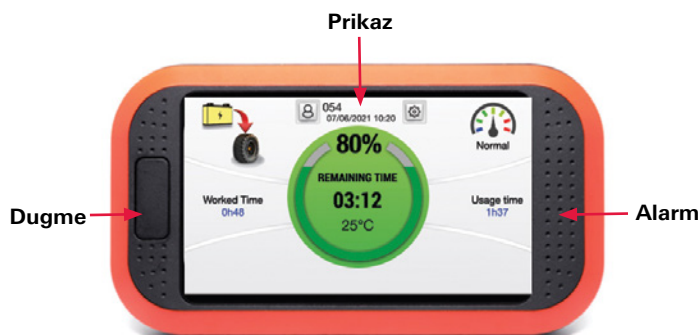 Prikaz
054
07/06/2021 10:20
Normal
80%
REMAINING TIME
03:12
25°C
Worked Time
0h48
Usage time
1h37
Dugme
Alarm